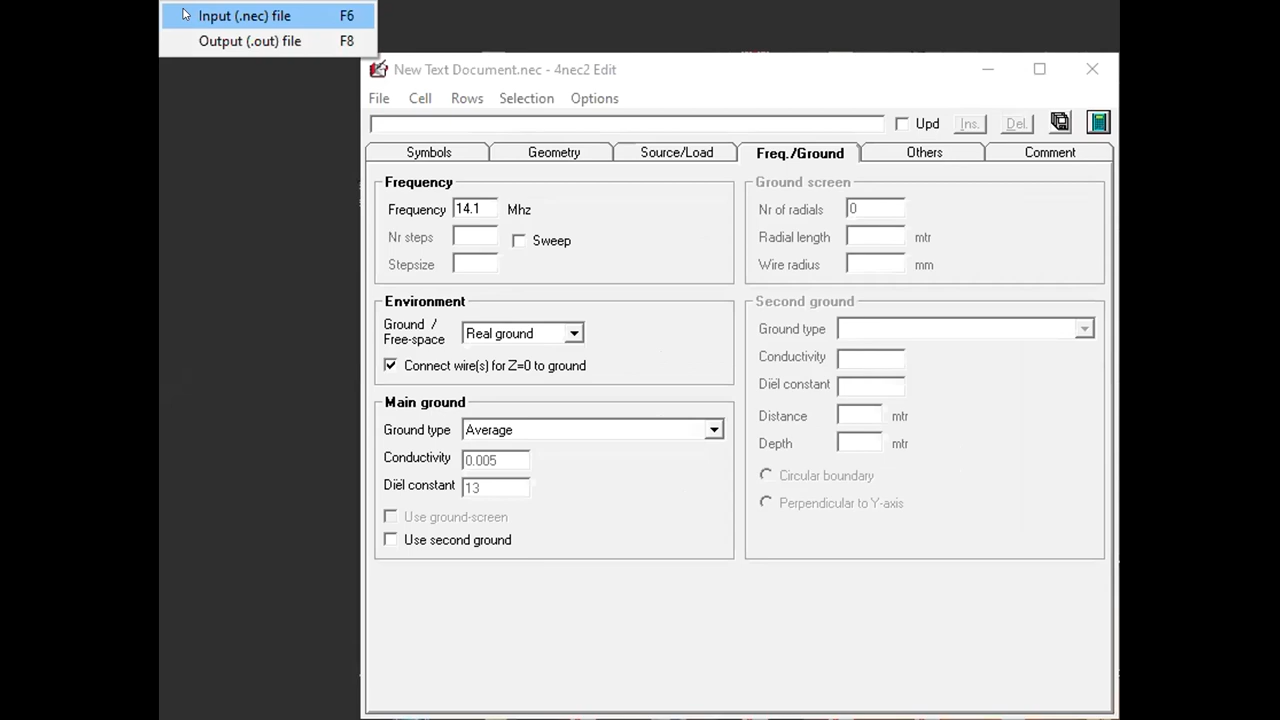 Input (.nec) file F6
Output (.out) file F8
New Text Document.nec - 4nec2 Edit
File Cell Rows Selection Options
Upd Ins. Del.
Symbols Geometry Source/Load Freq./Ground Others Comment
Frequency
Frequency 14.1 Mhz
Nr steps
Sweep
Stepsize
Environment
Ground /
Free-space
Real ground
Connect wire(s) for Z=0 to ground
Main ground
Ground type Average
Conductivity 0.005
Diël constant 13
Use ground-screen
Use second ground
Ground screen
Nr of radials 0
Radial length mtr
Wire radius mm
Second ground
Ground type
Conductivity
Diël constant
Distance mtr
Depth mtr
Circular boundary
Perpendicular to Y-axis